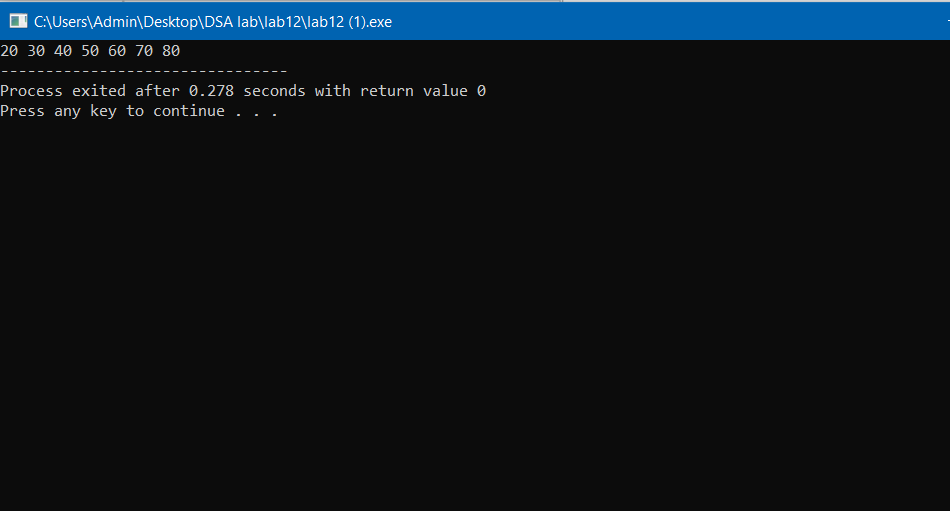 C:\Users\Admin\Desktop\DSA lab\lab12\lab12 (1).exe
20 30 40 50 60 70 80
--------------------------------
Process exited after 0.278 seconds with return value 0
Press any key to continue . . .